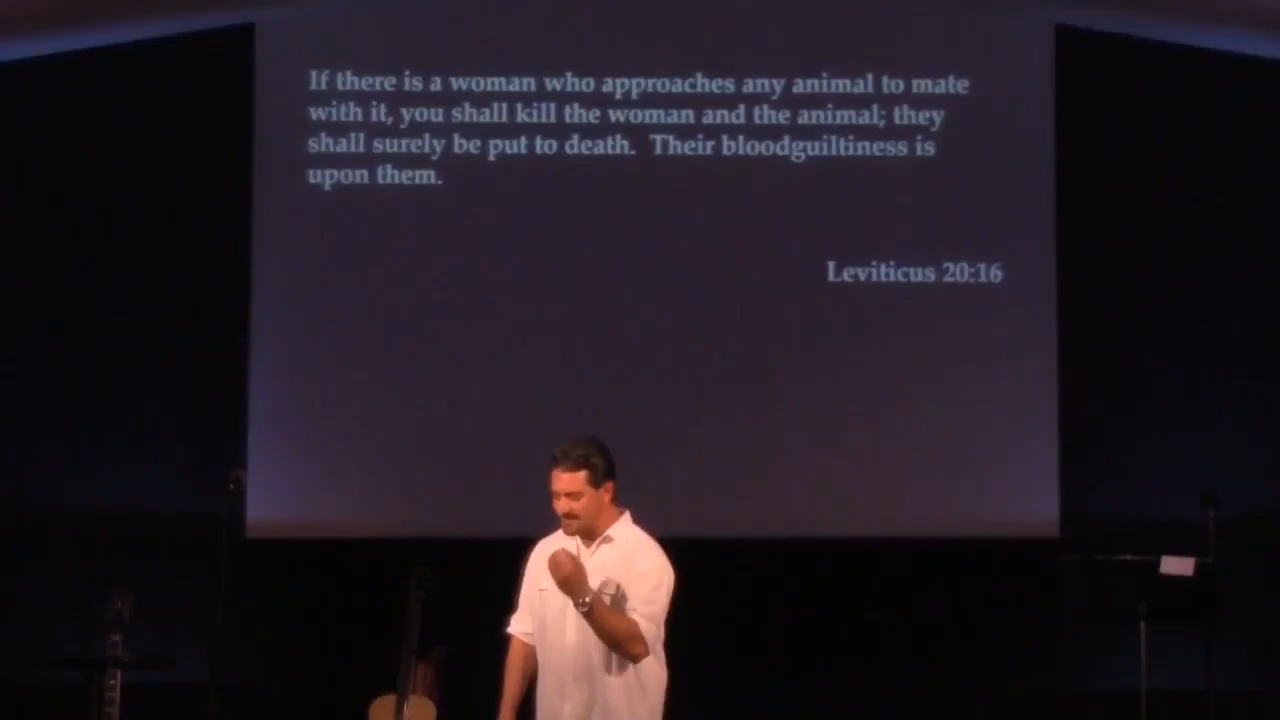 If there is a woman who approaches any animal to mate
with it, you shall kill the woman and the animal; they
shall surely be put to death.  Their bloodguiltiness is
upon them.
Leviticus 20:16